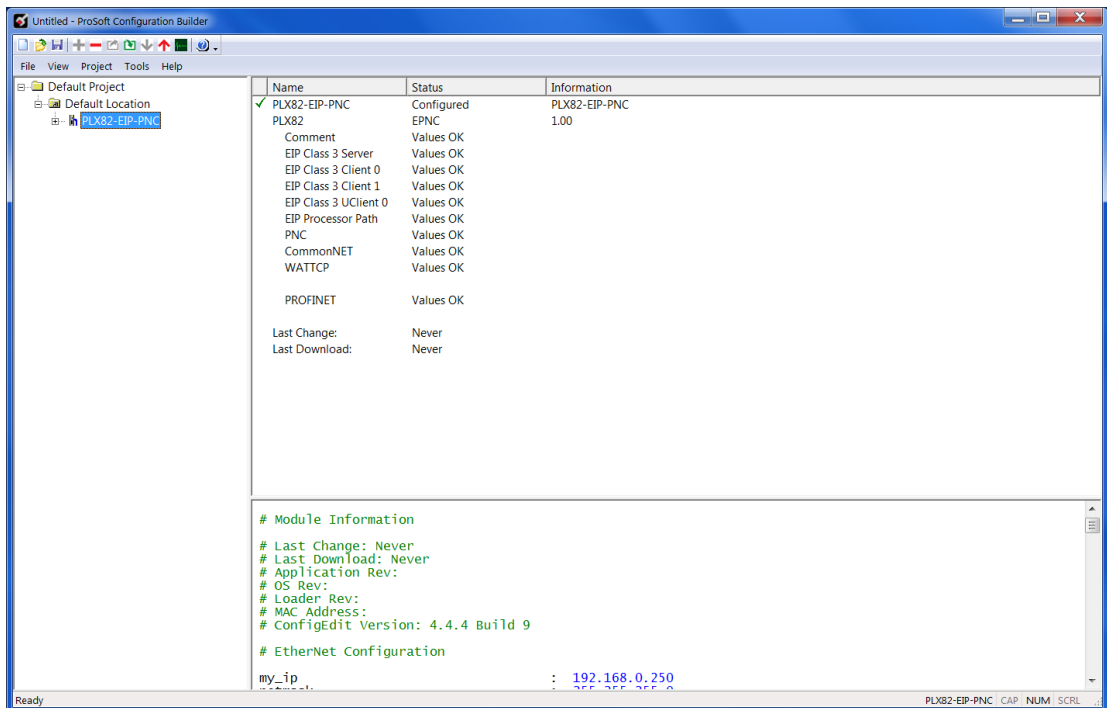 Untitled - ProSoft Configuration Builder
File View Project Tools Help
Default Project
Default Location
PLX82-EIP-PNC
Name Status Information
PLX82-EIP-PNC Configured PLX82-EIP-PNC
PLX82 EPNC 1.00
Comment Values OK
EIP Class 3 Server Values OK
EIP Class 3 Client 0 Values OK
EIP Class 3 Client 1 Values OK
EIP Class 3 UClient 0 Values OK
EIP Processor Path Values OK
PNC Values OK
CommonNET Values OK
WATTCP Values OK
PROFINET Values OK
Last Change: Never
Last Download: Never
# Module Information
# Last Change: Never
# Last Download: Never
# Application Rev:
# OS Rev:
# Loader Rev:
# MAC Address:
# ConfigEdit Version: 4.4.4 Build 9
# EtherNet Configuration
my_ip : 192.168.0.250
Ready PLX82-EIP-PNC CAP NUM SCRL